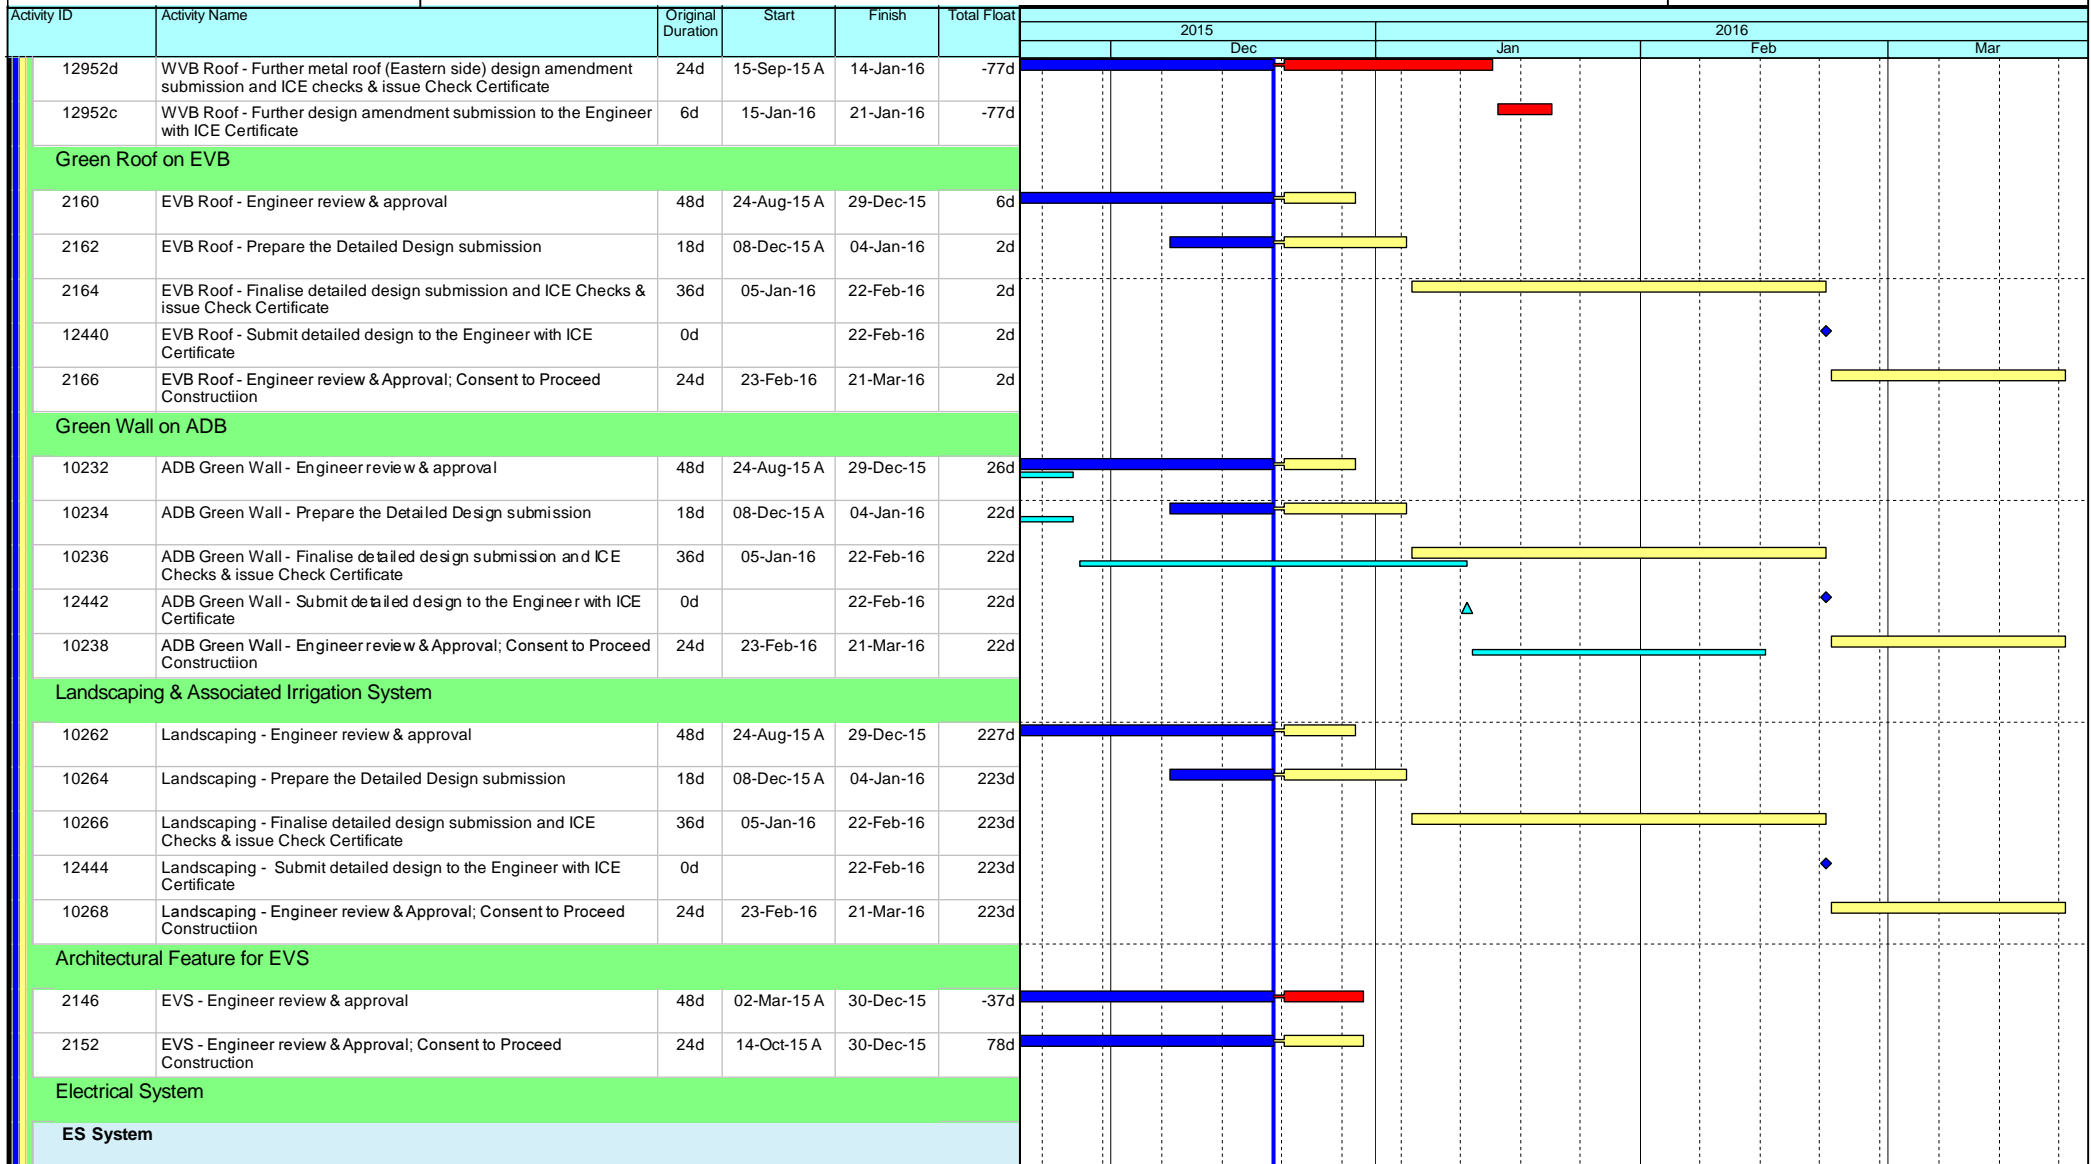 Activity ID Activity Name Original Start Finish Total Float
Duration
2015 2016
Dec Jan Feb Mar
12952d WVB Roof - Further metal roof (Eastern side) design amendment 24d 15-Sep-15 A 14-Jan-16 -77d
submission and ICE checks & issue Check Certificate
12952c WVB Roof - Further design amendment submission to the Engineer 6d 15-Jan-16 21-Jan-16 -77d
with ICE Certificate
Green Roof on EVB
2160 EVB Roof - Engineer review & approval 48d 24-Aug-15 A 29-Dec-15 6d
2162 EVB Roof - Prepare the Detailed Design submission 18d 08-Dec-15 A 04-Jan-16 2d
2164 EVB Roof - Finalise detailed design submission and ICE Checks & 36d 05-Jan-16 22-Feb-16 2d
issue Check Certificate
12440 EVB Roof - Submit detailed design to the Engineer with ICE 0d 22-Feb-16 2d
Certificate
2166 EVB Roof - Engineer review & Approval; Consent to Proceed 24d 23-Feb-16 21-Mar-16 2d
Constructiion
Green Wall on ADB
10232 ADB Green Wall - Engineer review & approval 48d 24-Aug-15 A 29-Dec-15 26d
10234 ADB Green Wall - Prepare the Detailed Design submission 18d 08-Dec-15 A 04-Jan-16 22d
10236 ADB Green Wall - Finalise detailed design submission and ICE 36d 05-Jan-16 22-Feb-16 22d
Checks & issue Check Certificate
12442 ADB Green Wall - Submit detailed design to the Engineer with ICE 0d 22-Feb-16 22d
Certificate
10238 ADB Green Wall - Engineer review & Approval; Consent to Proceed 24d 23-Feb-16 21-Mar-16 22d
Constructiion
Landscaping & Associated Irrigation System
10262 Landscaping - Engineer review & approval 48d 24-Aug-15 A 29-Dec-15 227d
10264 Landscaping - Prepare the Detailed Design submission 18d 08-Dec-15 A 04-Jan-16 223d
10266 Landscaping - Finalise detailed design submission and ICE 36d 05-Jan-16 22-Feb-16 223d
Checks & issue Check Certificate
12444 Landscaping - Submit detailed design to the Engineer with ICE 0d 22-Feb-16 223d
Certificate
10268 Landscaping - Engineer review & Approval; Consent to Proceed 24d 23-Feb-16 21-Mar-16 223d
Constructiion
Architectural Feature for EVS
2146 EVS - Engineer review & approval 48d 02-Mar-15 A 30-Dec-15 -37d
2152 EVS - Engineer review & Approval; Consent to Proceed 24d 14-Oct-15 A 30-Dec-15 78d
Construction
Electrical System
ES System